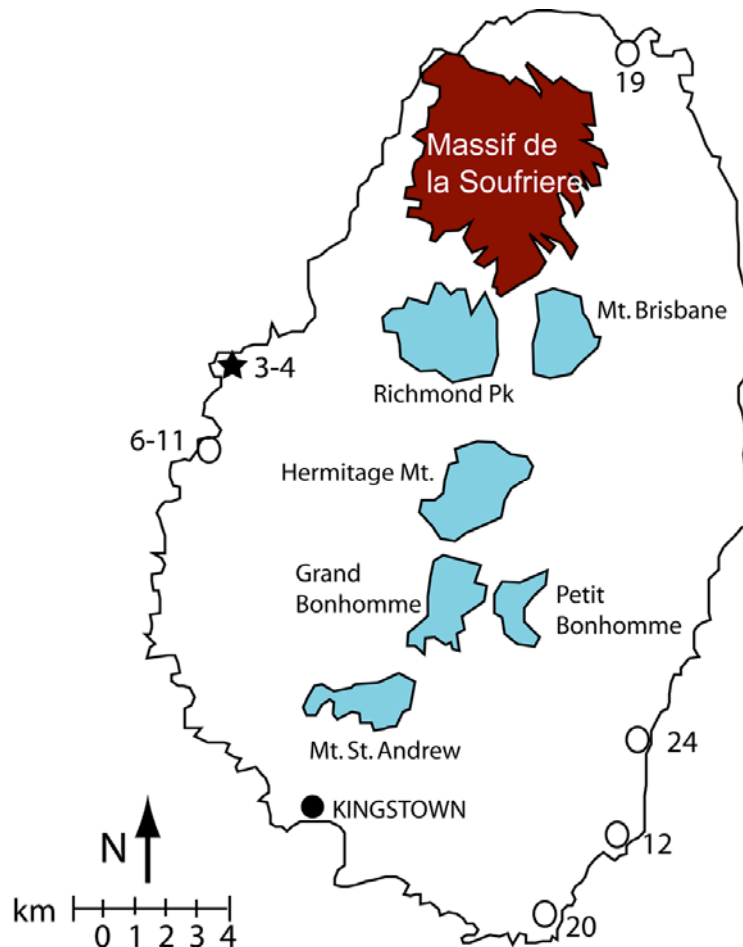 19
Massif de
la Soufriere
Mt. Brisbane
3-4
Richmond Pk
6-11
Hermitage Mt.
Grand
Bonhomme
Petit
Bonhomme
24
Mt. St. Andrew
KINGSTOWN
12
N
20
km
0 1 2 3 4